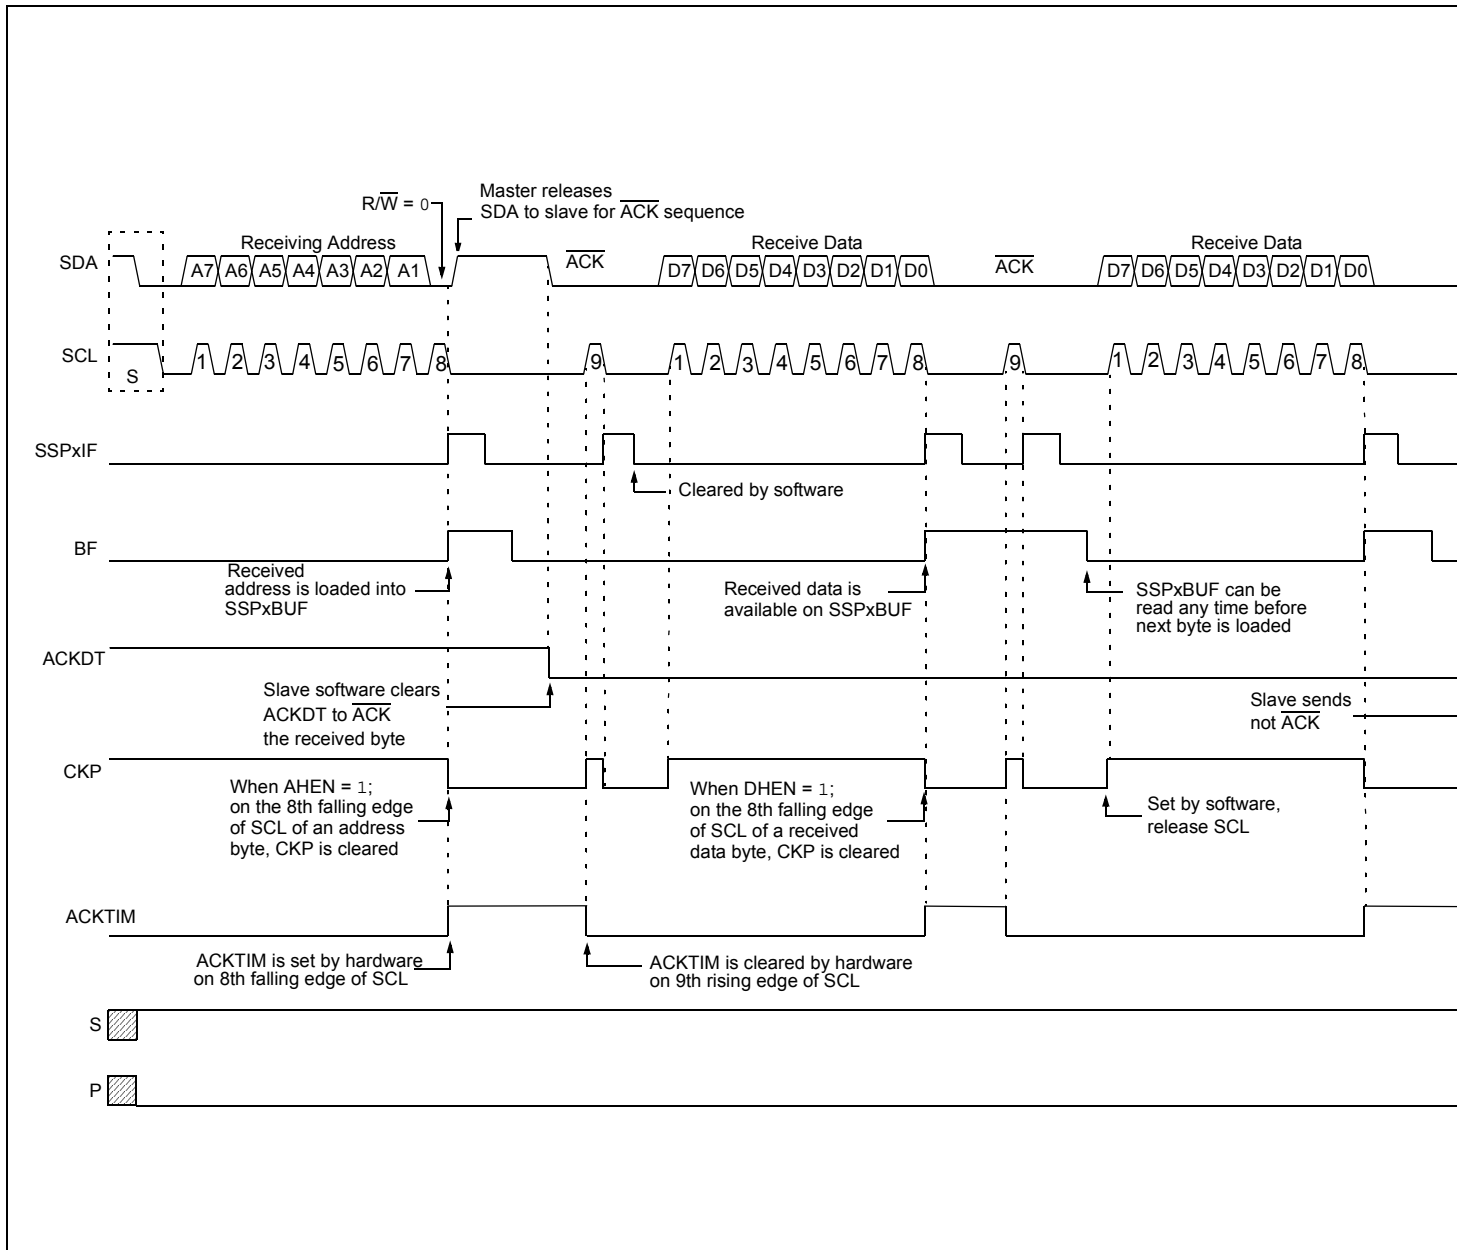 R/W = 0
Master releases
SDA to slave for ACK sequence
SDA
Receiving Address
A7 A6 A5 A4 A3 A2 A1
ACK
Receive Data
D7 D6 D5 D4 D3 D2 D1 D0
ACK
Receive Data
D7 D6 D5 D4 D3 D2 D1 D0
SCL
S
1 2 3 4 5 6 7 8 9 1 2 3 4 5 6 7 8 9 1 2 3 4 5 6 7 8
SSPxIF
Cleared by software
BF
Received
address is loaded into
SSPxBUF
Received data is
available on SSPxBUF
SSPxBUF can be
read any time before
next byte is loaded
ACKDT
Slave software clears
ACKDT to ACK
the received byte
Slave sends
not ACK
CKP
When AHEN = 1;
on the 8th falling edge
of SCL of an address
byte, CKP is cleared
When DHEN = 1;
on the 8th falling edge
of SCL of a received
data byte, CKP is cleared
Set by software,
release SCL
ACKTIM
ACKTIM is set by hardware
on 8th falling edge of SCL
ACKTIM is cleared by hardware
on 9th rising edge of SCL
S
P